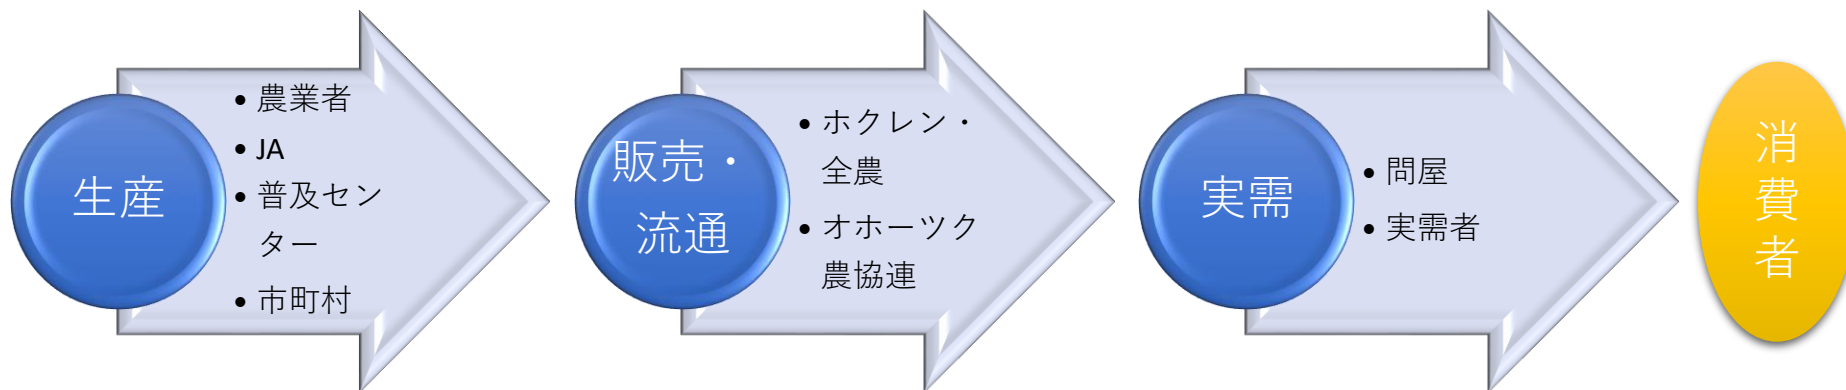 生産
• 農業者
• JA
• 普及セン
ター
• 市町村
販売・
流通
• ホクレン・
全農
• オホーツク
農協連
実需
• 問屋
• 実需者
消費者